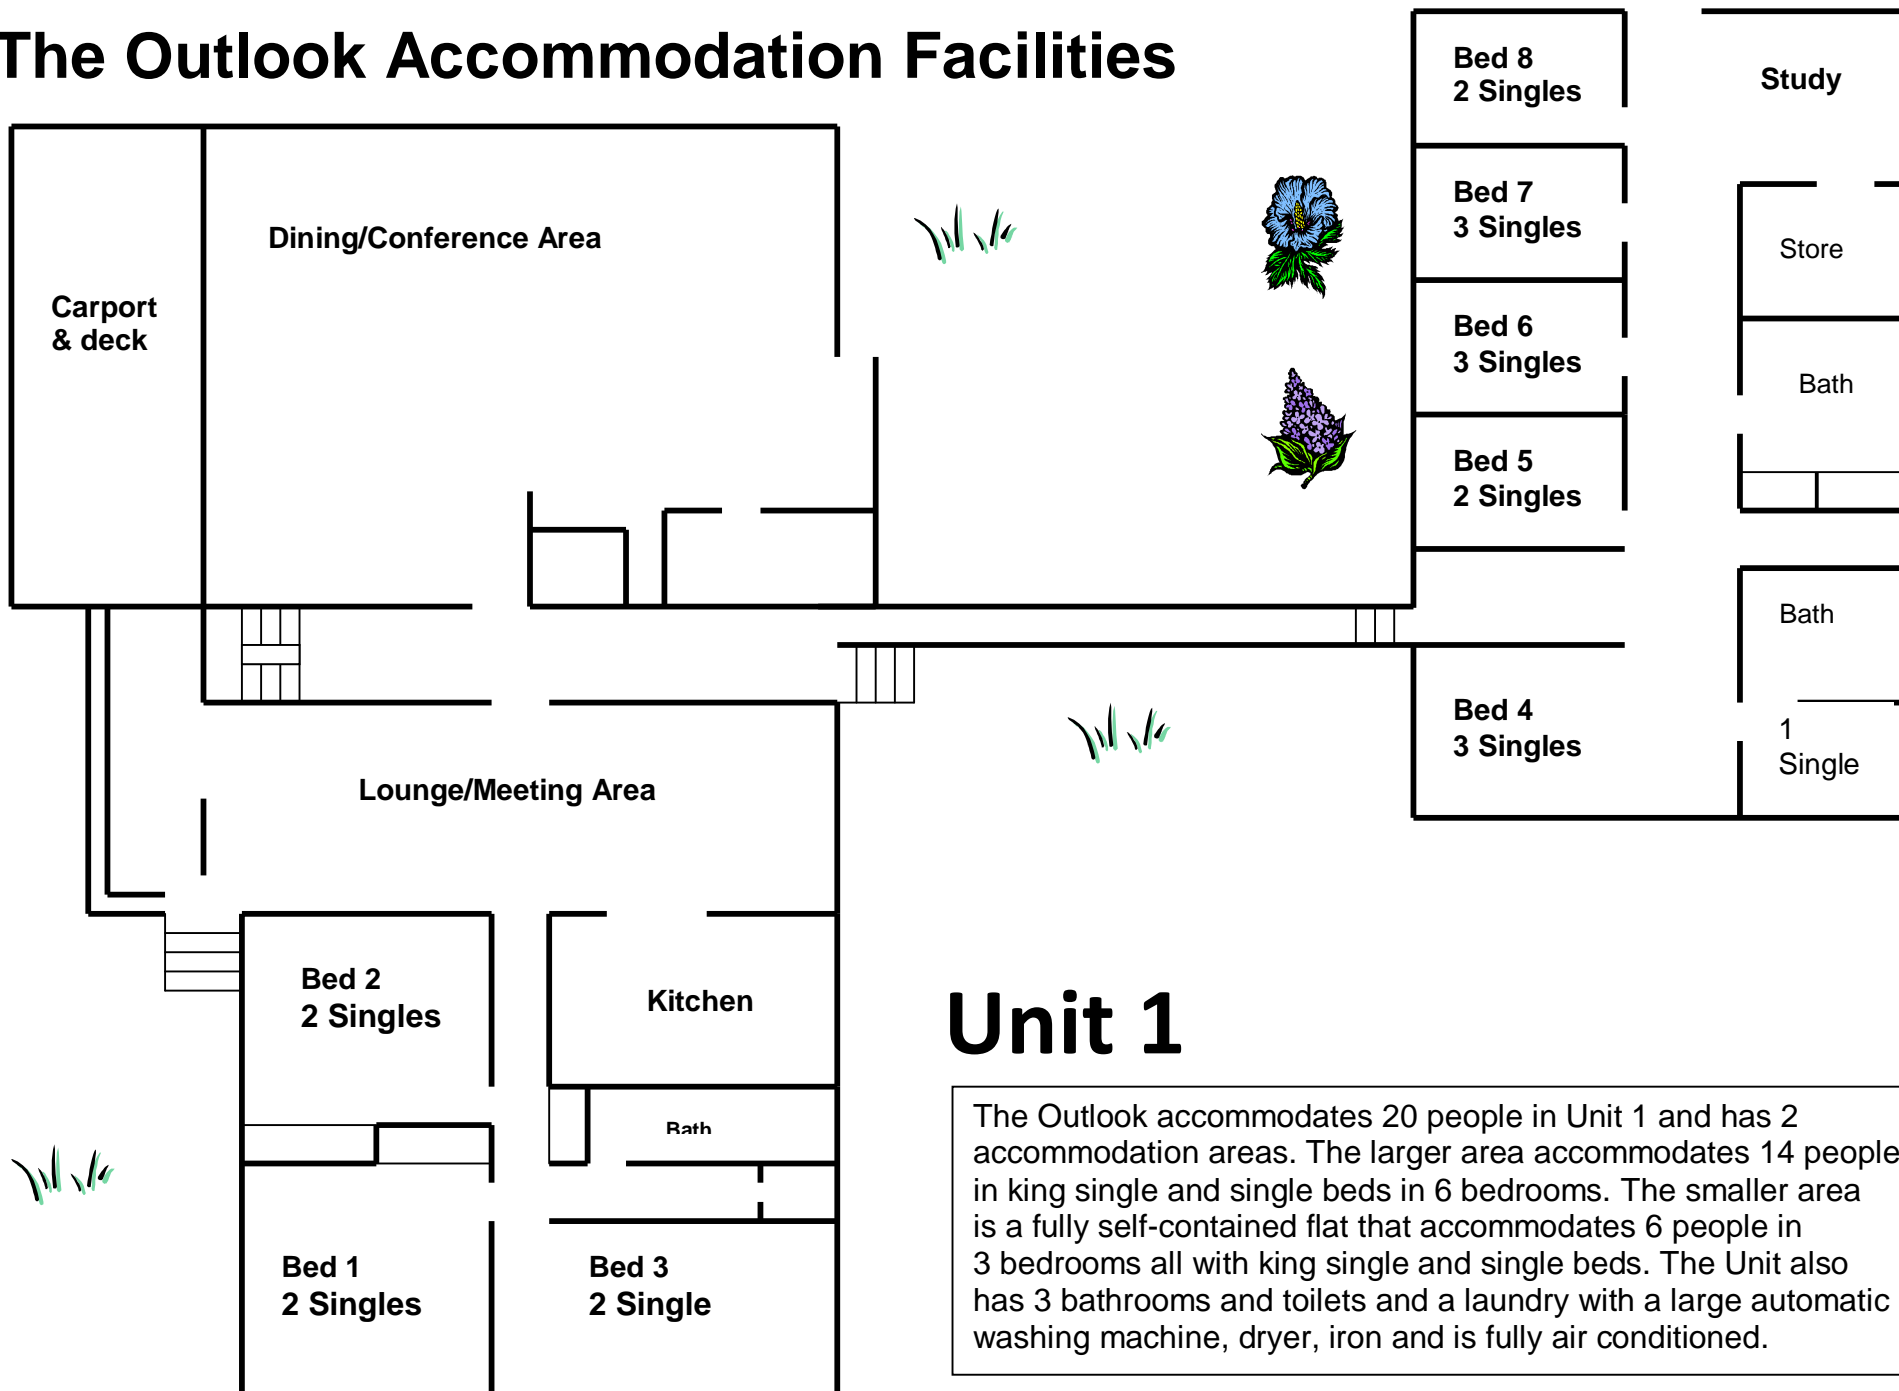 The Outlook Accommodation Facilities
Bed 8
2 Singles
Study
Bed 7
3 Singles
Dining/Conference Area
Store
Carport
& deck
Bed 6
3 Singles
Bath
Bed 5
2 Singles
Bath
Bed 4
3 Singles
1
Single
Lounge/Meeting Area
Bed 2
2 Singles
Kitchen
Unit 1
Bath
The Outlook accommodates 20 people in Unit 1 and has 2
accommodation areas. The larger area accommodates 14 people
in king single and single beds in 6 bedrooms. The smaller area
is a fully self-contained flat that accommodates 6 people in
3 bedrooms all with king single and single beds. The Unit also
has 3 bathrooms and toilets and a laundry with a large automatic
washing machine, dryer, iron and is fully air conditioned.
Bed 1
2 Singles
Bed 3
2 Single